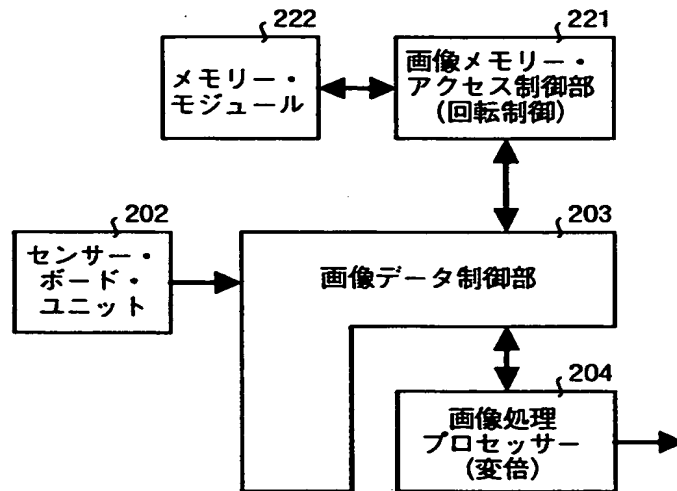 222
メモリー・
モジュール
221
画像メモリー・
アクセス制御部
(回転制御)
202
センサー・
ボード・
ユニット
203
画像データ制御部
204
画像処理
プロセッサー
(変倍)